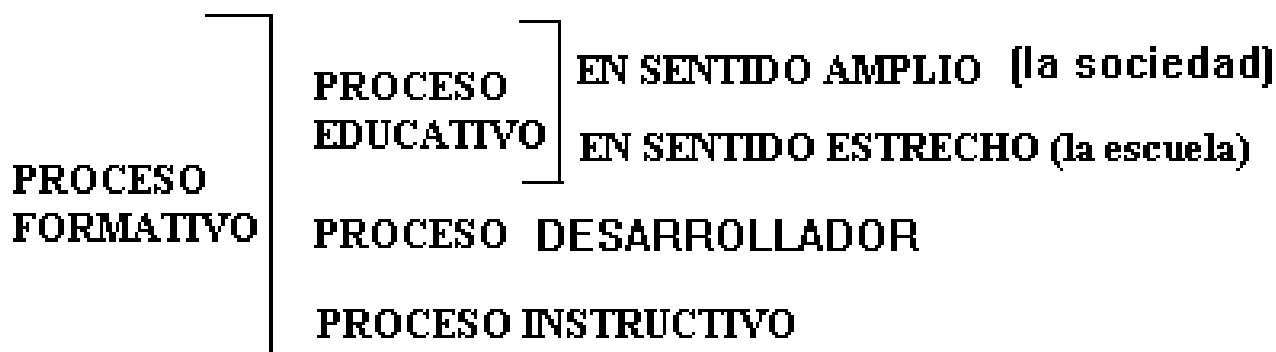 PROCESO
FORMATIVO
PROCESO
EDUCATIVO
EN SENTIDO AMPLIO (la sociedad)
EN SENTIDO ESTRECHO (la escuela)
PROCESO DESARROLLADOR
PROCESO INSTRUCTIVO